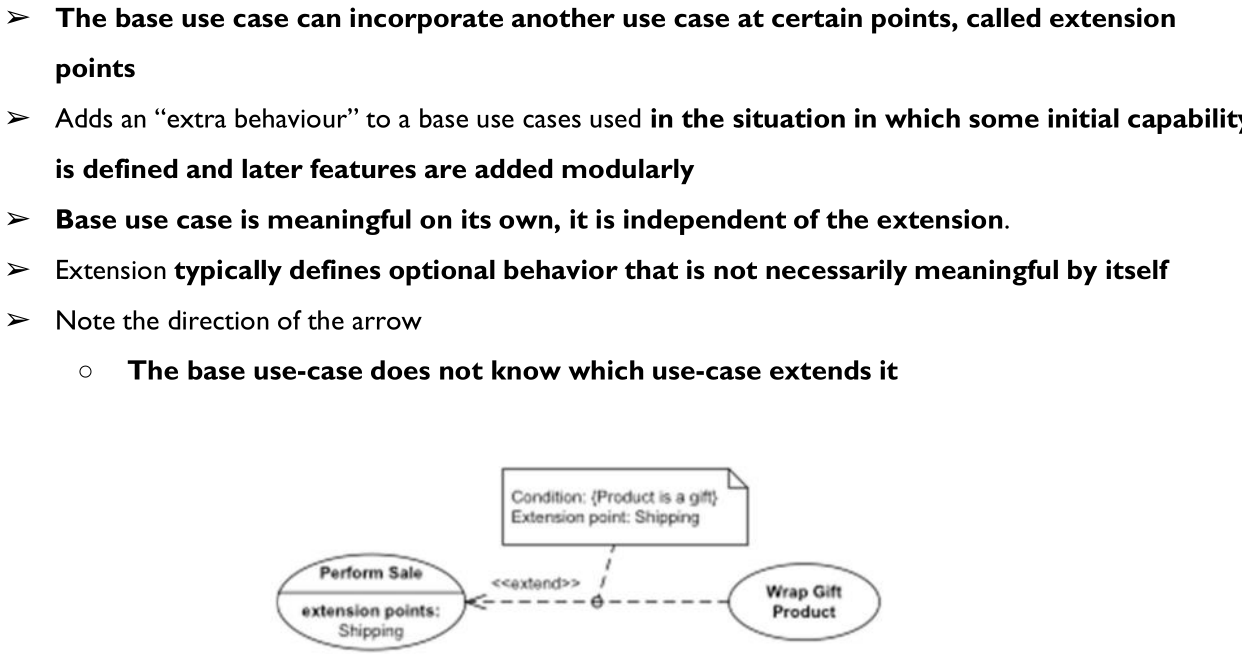 ➢ The base use case can incorporate another use case at certain points, called extension
points
➢ Adds an “extra behaviour” to a base use cases used in the situation in which some initial capability
is defined and later features are added modularly
➢ Base use case is meaningful on its own, it is independent of the extension.
➢ Extension typically defines optional behavior that is not necessarily meaningful by itself
➢ Note the direction of the arrow
○ The base use-case does not know which use-case extends it
Condition: {Product is a gift}
Extension point: Shipping
Perform Sale
extension points:
Shipping
<<extend>>
Wrap Gift
Product